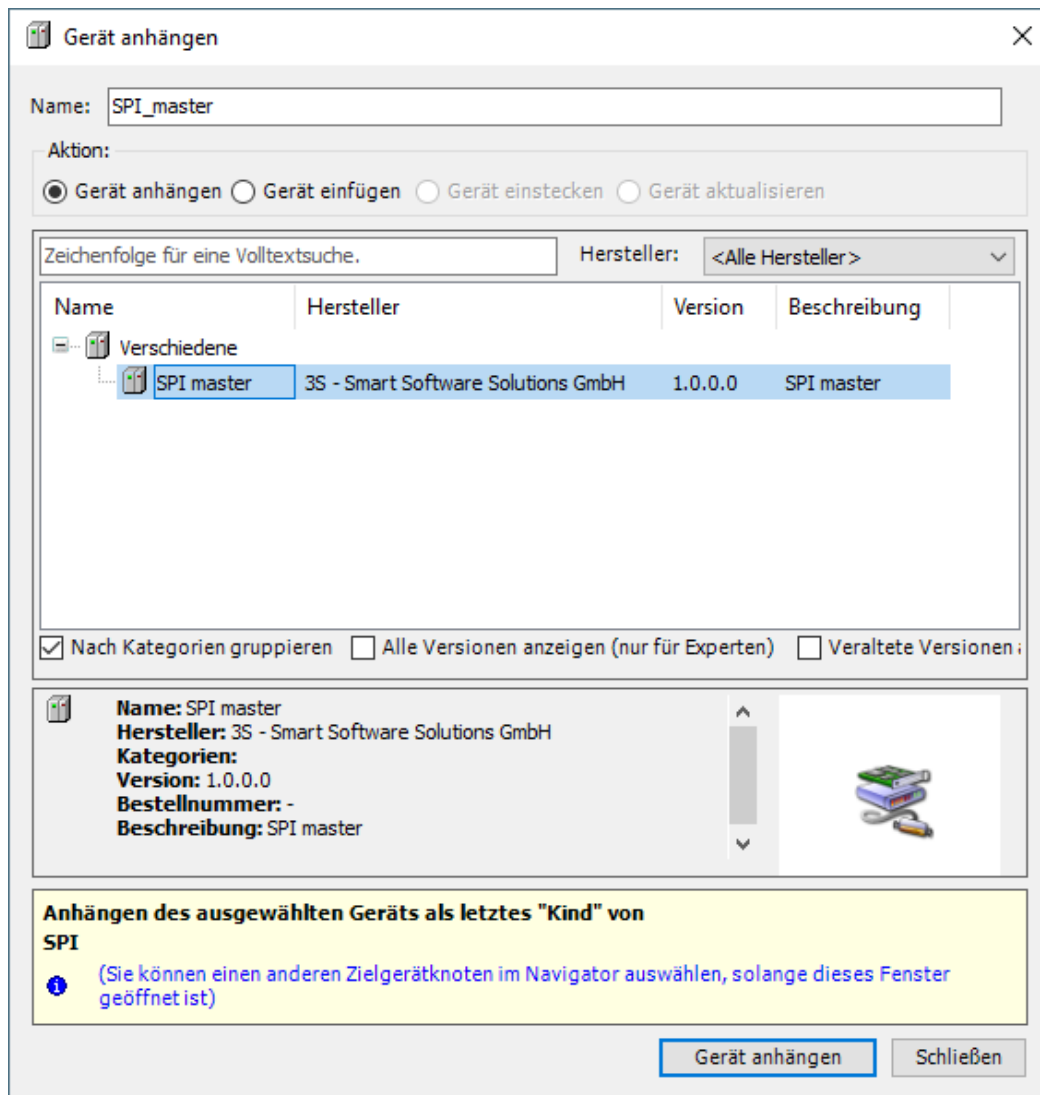 Gerät anhängen
Name: SPI_master
Aktion:
Gerät anhängen Gerät einfügen Gerät einstecken Gerät aktualisieren
Zeichenfolge für eine Volltextsuche. Hersteller: <Alle Hersteller>
Name Hersteller Version Beschreibung
Verschiedene
SPI master 3S - Smart Software Solutions GmbH 1.0.0.0 SPI master
Nach Kategorien gruppieren Alle Versionen anzeigen (nur für Experten) Veraltete Versionen
Name: SPI master
Hersteller: 3S - Smart Software Solutions GmbH
Kategorien:
Version: 1.0.0.0
Bestellnummer: -
Beschreibung: SPI master
Anhängen des ausgewählten Geräts als letztes "Kind" von
SPI
(Sie können einen anderen Zielgerätknoten im Navigator auswählen, solange dieses Fenster
geöffnet ist)
Gerät anhängen Schließen